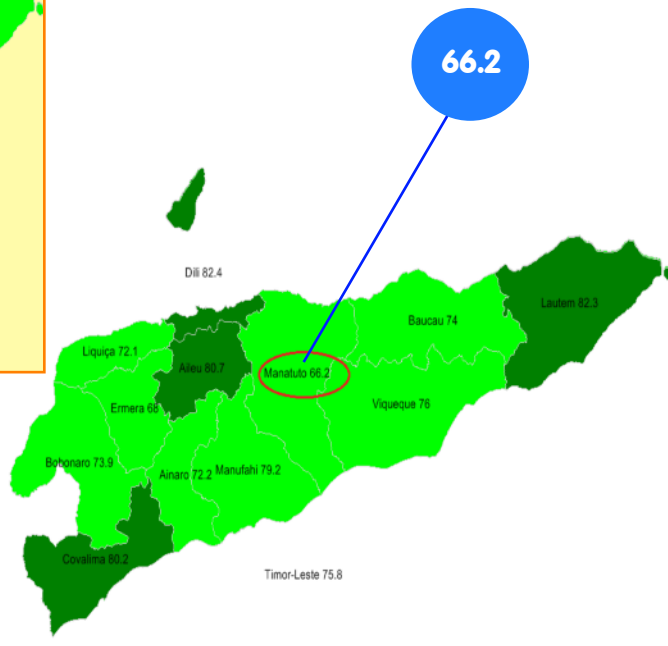 66.2
Dili 82.4
Lautem 82.3
Baucau 74
Liquiça 72.1
Aileu 80.7
Manatuto 66.2
Ermera 68
Viqueque 76
Bobonaro 73.9
Ainaro 72.2
Manufahi 79.2
Covalima 80.2
Timor-Leste 75.8